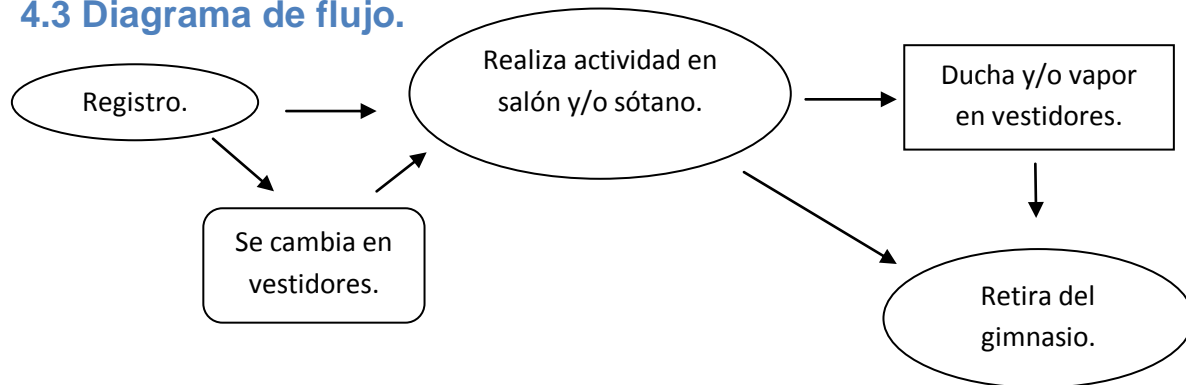 4.3 Diagrama de flujo.
Registro.
Realiza actividad en
salón y/o sótano.
Ducha y/o vapor
en vestidores.
Se cambia en
vestidores.
Retira del
gimnasio.